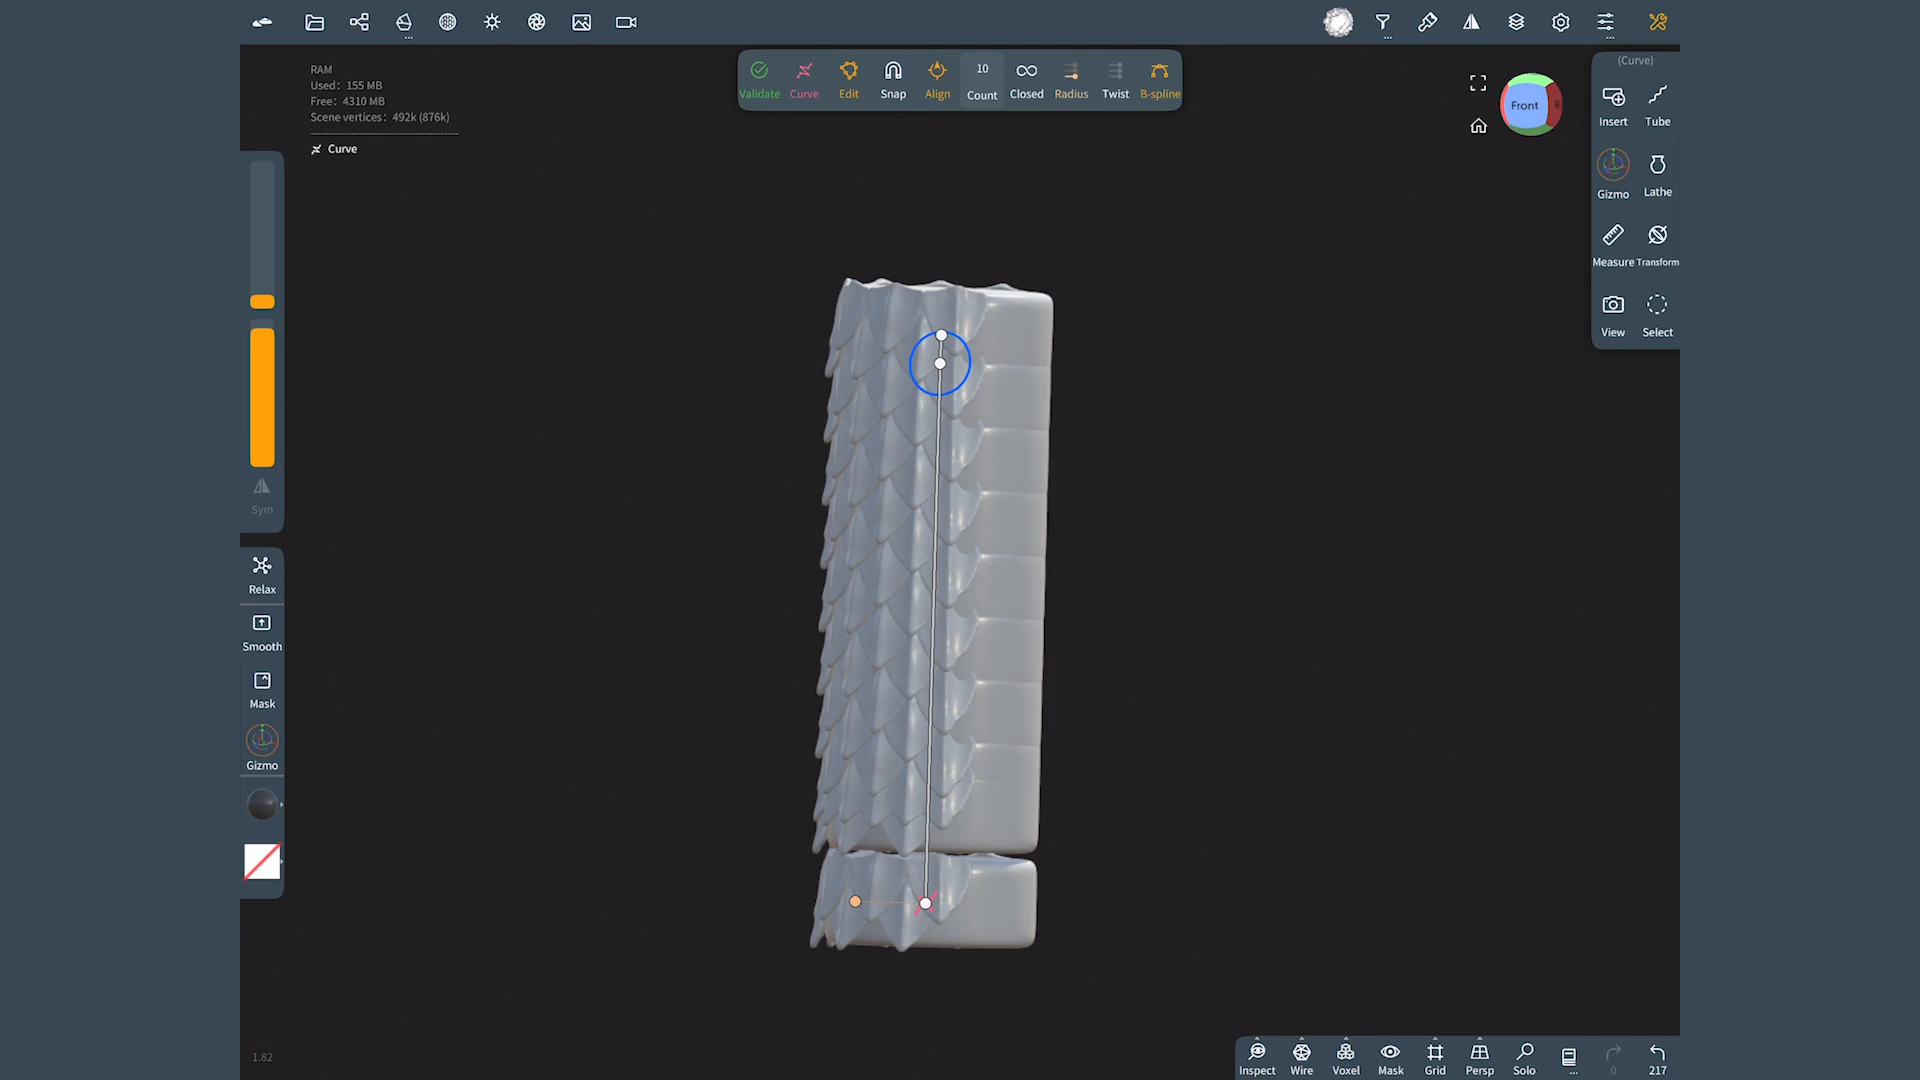 RAM
Used: 155 MB
Free: 4310 MB
Scene vertices: 492k (876k)
----------------------------------------
Curve
Validate
Curve
Edit
Snap
Align
10
Count
Closed
Radius
Twist
B-spline
Front
(Curve)
Insert
Tube
Gizmo
Lathe
Measure
Transform
View
Select
Sym
Relax
Smooth
Mask
Gizmo
1.82
Inspect
Wire
Voxel
Mask
Grid
Persp
Solo
...
0
217